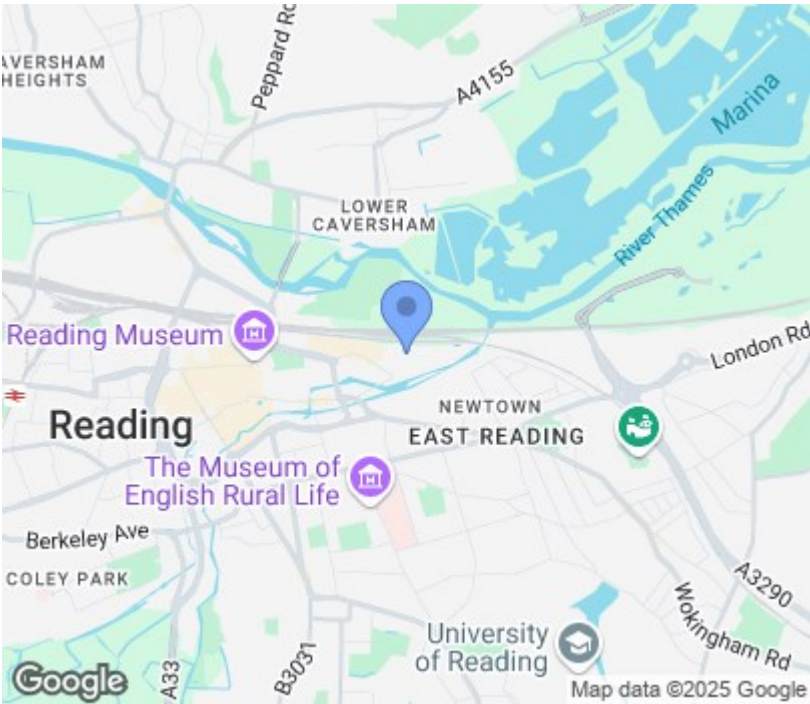 AVERSHAM
HEIGHTS
Peppard Rd
A4155
Marina
LOWER
CAVERSHAM
River Thames
Reading Museum
London Rd
Reading
NEWTOWN
EAST READING
The Museum of
English Rural Life
Berkeley Ave
COLEY PARK
A33
B3031
A3290
Wokingham Rd
University
of Reading
Google
Map data ©2025 Google